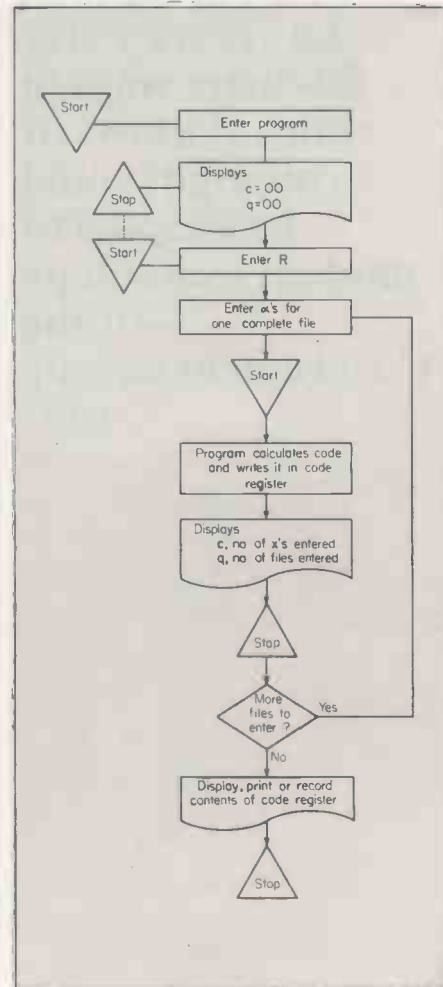 Start
Enter program
Displays
c = 00
q = 00
Stop
Start
Enter R
Enter α's for
one complete file
Start
Program calculates code
and writes it in code
register
Displays
c, no of x's entered
q, no of files entered
Stop
More
files to
enter ?
Yes
No
Display, print or record
contents of code register
Stop